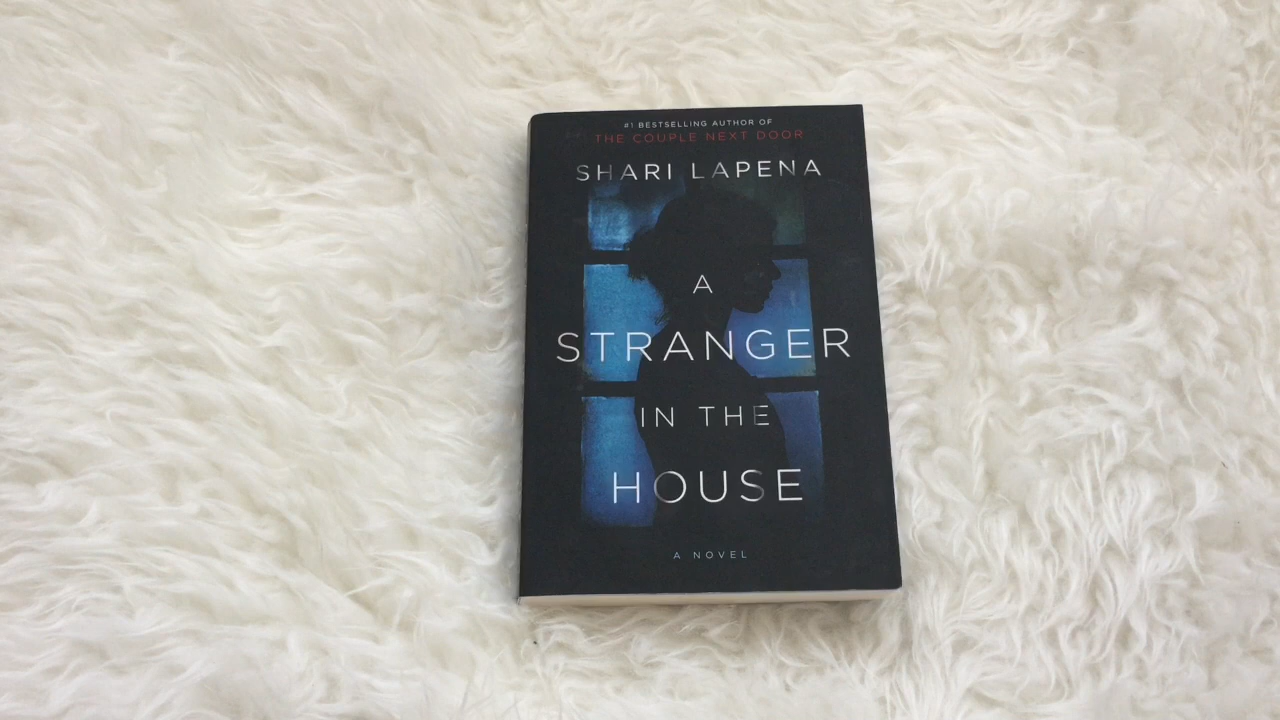 #1 BESTSELLING AUTHOR OF
THE COUPLE NEXT DOOR
SHARI LAPENA
A
STRANGER
IN THE
HOUSE
A NOVEL